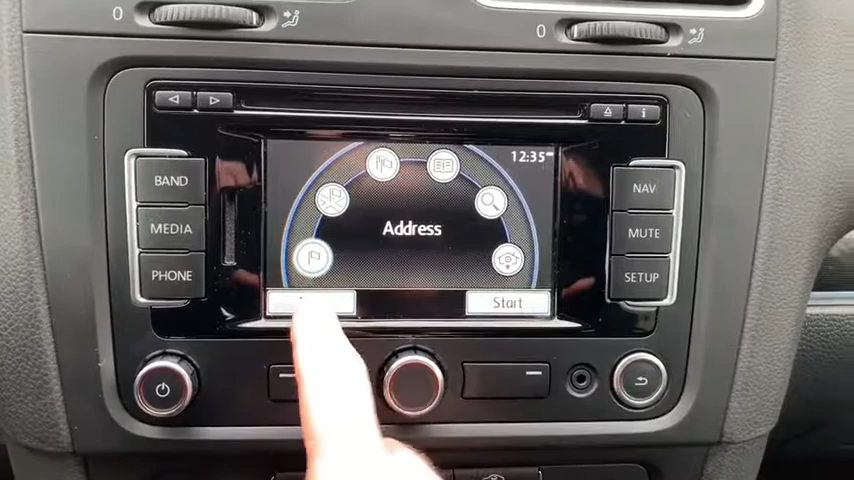 0
0
BAND
MEDIA
PHONE
i
12:35
Address
Start
NAV
MUTE
SETUP